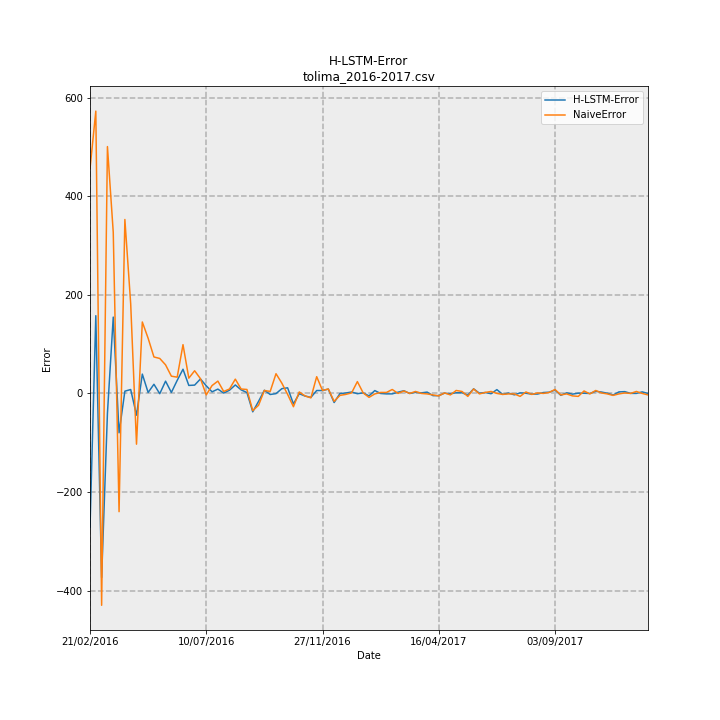 H-LSTM-Error
tolima_2016-2017.csv
H-LSTM-Error
NaiveError
600
400
200
0
−200
−400
Error
21/02/2016
10/07/2016
27/11/2016
16/04/2017
03/09/2017
Date